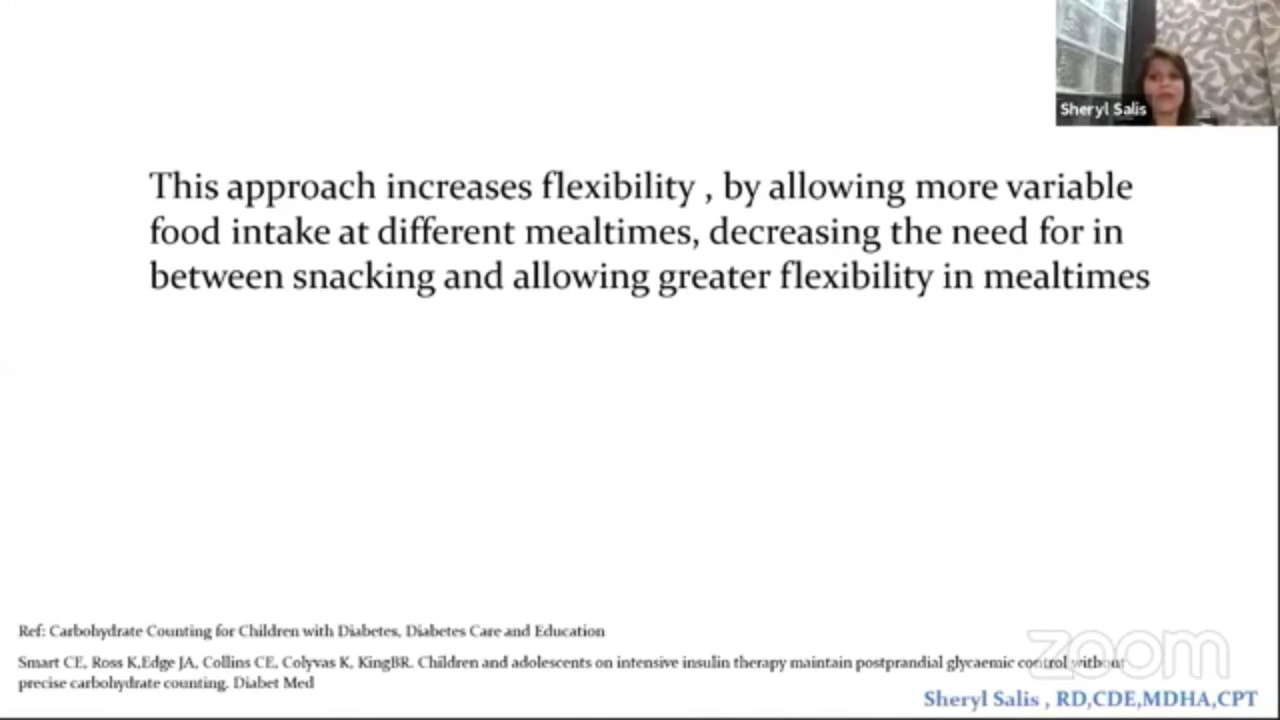 Sheryl Salis
This approach increases flexibility , by allowing more variable
food intake at different mealtimes, decreasing the need for in
between snacking and allowing greater flexibility in mealtimes
Ref: Carbohydrate Counting for Children with Diabetes, Diabetes Care and Education
Smart CE, Ross K,Edge JA, Collins CE, Colyvas K, KingBR. Children and adolescents on intensive insulin therapy maintain postprandial glycaemic control without
precise carbohydrate counting. Diabet Med
zoom
Sheryl Salis , RD,CDE,MDHA,CPT